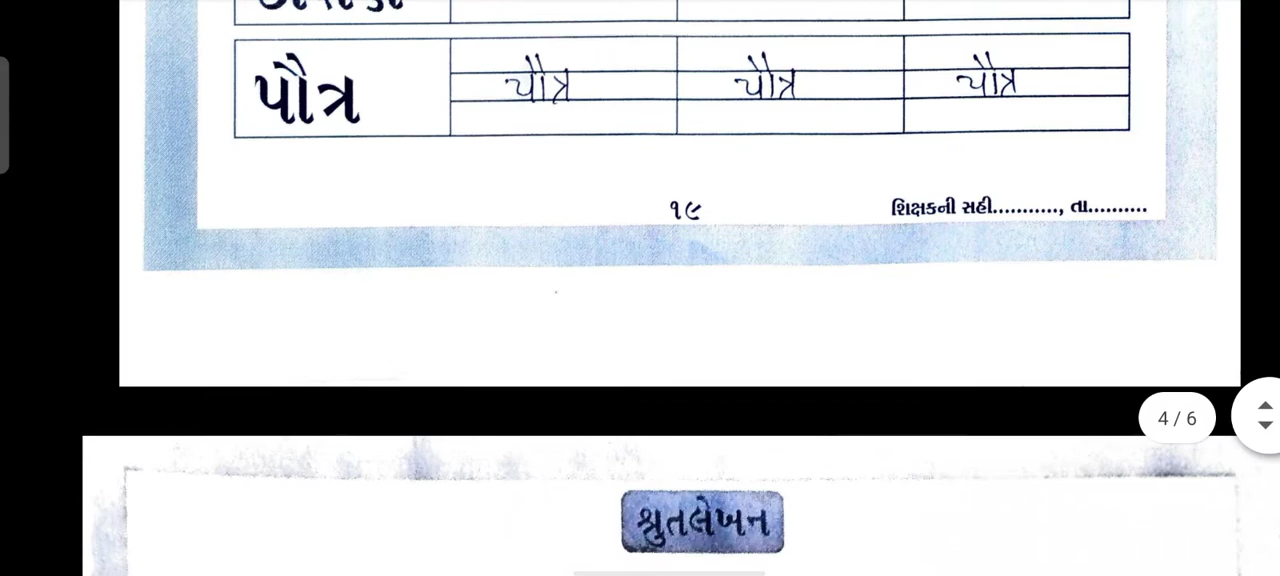 પૌત્ર પૌત્ર પૌત્ર પૌત્ર
૧૯ શિક્ષકની સહી..........., તા..........
4 / 6
શ્રુતલેખન